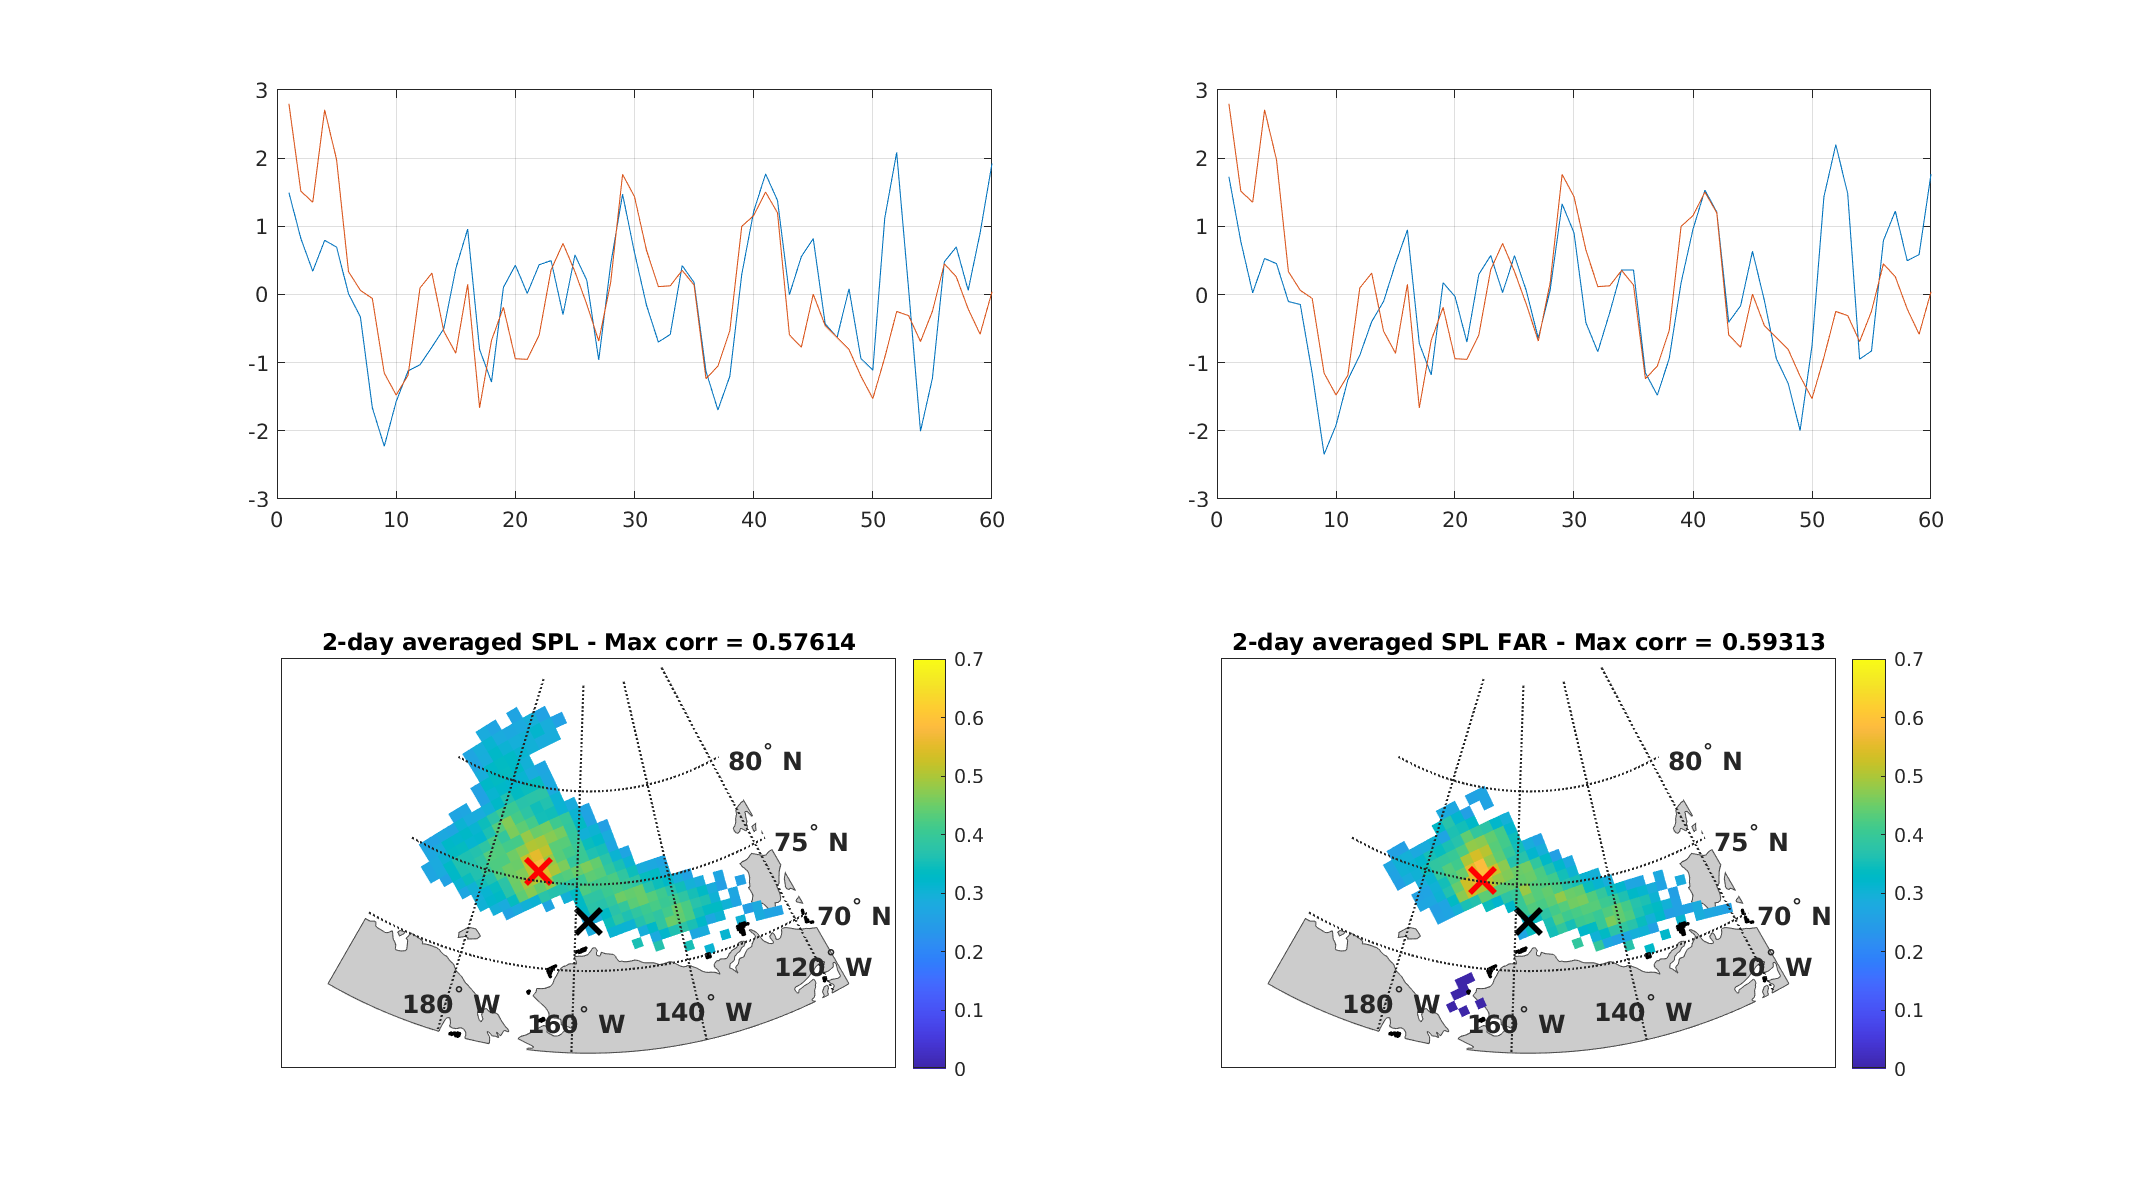 3
2
1
0
-1
-2
-3
0 10 20 30 40 50 60
3
2
1
0
-1
-2
-3
0 10 20 30 40 50 60
2-day averaged SPL - Max corr = 0.57614
80° N
75° N
70° N
120° W
180° W
160° W
140° W
0.7
0.6
0.5
0.4
0.3
0.2
0.1
0
2-day averaged SPL FAR - Max corr = 0.59313
80° N
75° N
70° N
120° W
180° W
160° W
140° W
0.7
0.6
0.5
0.4
0.3
0.2
0.1
0